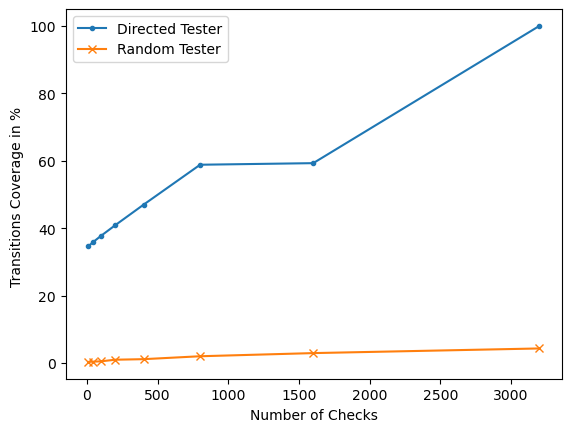 Directed Tester
Random Tester
100
80
60
40
20
0
Transitions Coverage in %
0 500 1000 1500 2000 2500 3000
Number of Checks